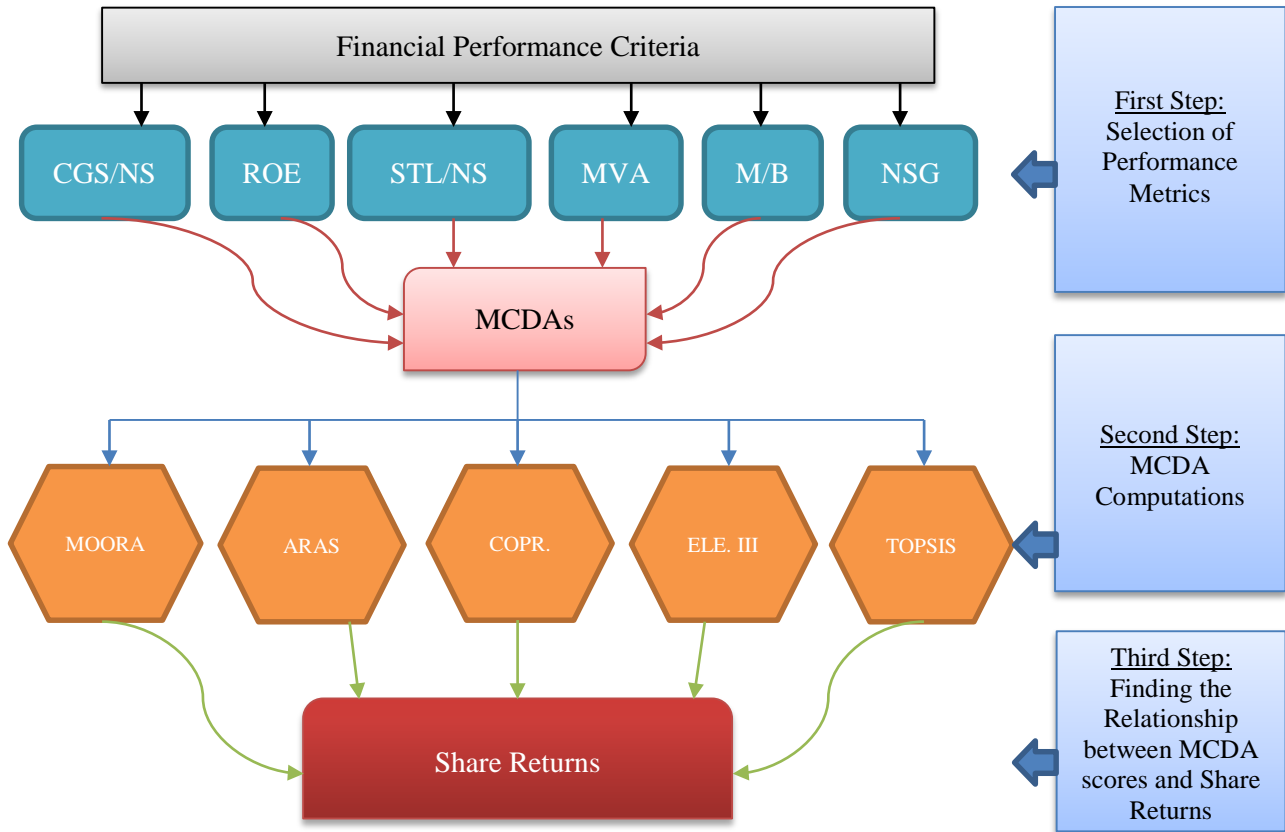 Financial Performance Criteria
First Step:
Selection of
Performance
Metrics
CGS/NS
ROE
STL/NS
MVA
M/B
NSG
MCDAs
Second Step:
MCDA
Computations
MOORA
ARAS
COPR.
ELE. III
TOPSIS
Third Step:
Finding the
Relationship
between MCDA
scores and Share
Returns
Share Returns